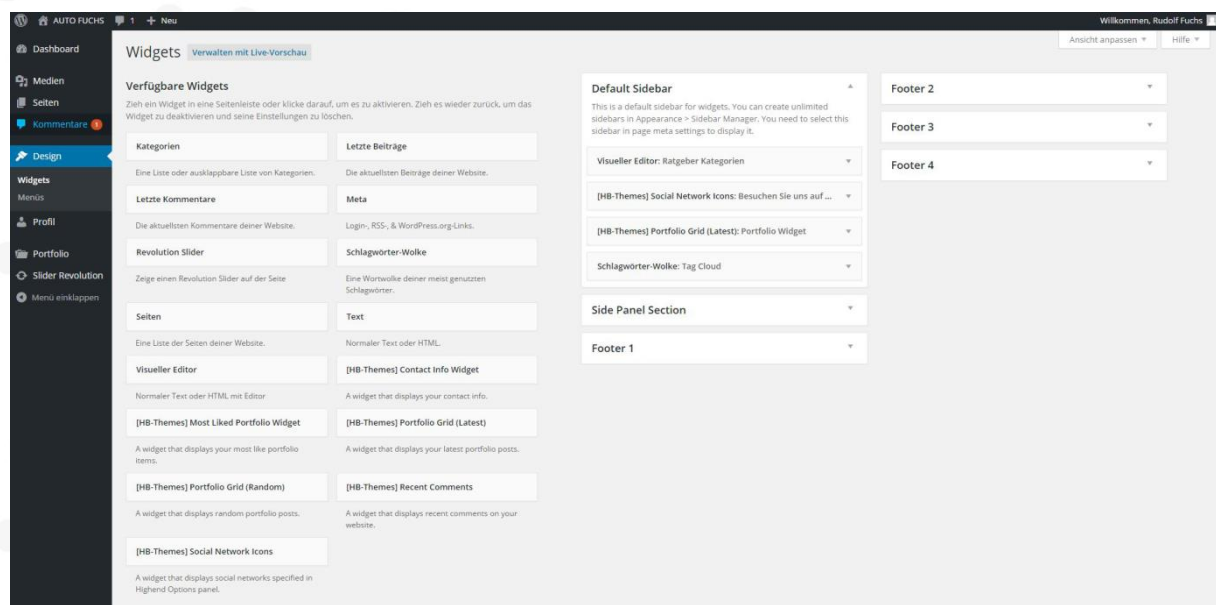 AUTO FUCHS 1 + Neu
Willkommen, Rudolf Fuchs
Dashboard
Medien
Seiten
Kommentare 1
Design
Widgets
Menüs
Profil
Portfolio
Slider Revolution
Menü einklappen
Ansicht anpassen Hilfe
Widgets Verwalten mit Live-Vorschau
Verfügbare Widgets
Zieh ein Widget in eine Seitenleiste oder klicke darauf, um es zu aktivieren. Zieh es wieder zurück, um das
Widget zu deaktivieren und seine Einstellungen zu löschen.
Kategorien
Eine Liste oder ausklappbare Liste von Kategorien.
Letzte Beiträge
Die aktuellsten Beiträge deiner Website.
Letzte Kommentare
Die aktuellsten Kommentare deiner Website.
Meta
Login-, RSS-, & WordPress.org-Links.
Revolution Slider
Zeige einen Revolution Slider auf der Seite
Schlagwörter-Wolke
Eine Wortwolke deiner meist genutzten
Schlagwörter.
Seiten
Eine Liste der Seiten deiner Website.
Text
Normaler Text oder HTML.
Visueller Editor
Normaler Text oder HTML mit Editor
[HB-Themes] Contact Info Widget
A widget that displays your contact info.
[HB-Themes] Most Liked Portfolio Widget
A widget that displays your most like portfolio
items.
[HB-Themes] Portfolio Grid (Latest)
A widget that displays your latest portfolio posts.
[HB-Themes] Portfolio Grid (Random)
A widget that displays random portfolio posts.
[HB-Themes] Recent Comments
A widget that displays recent comments on your
website.
[HB-Themes] Social Network Icons
A widget that displays social networks specified in
Highend Options panel.
Default Sidebar
This is a default sidebar for widgets. You can create unlimited
sidebars in Appearance > Sidebar Manager. You need to select this
sidebar in page meta settings to display it.
Visueller Editor: Ratgeber Kategorien
[HB-Themes] Social Network Icons: Besuchen Sie uns auf ...
[HB-Themes] Portfolio Grid (Latest): Portfolio Widget
Schlagwörter-Wolke: Tag Cloud
Side Panel Section
Footer 1
Footer 2
Footer 3
Footer 4